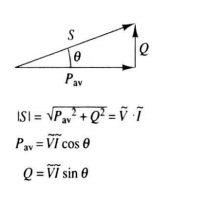 S
θ
Q
P_av
|S| = √(P_av² + Q²) = Ṽ · Ĩ
P_av = ṼĨ cos θ
Q = ṼĨ sin θ